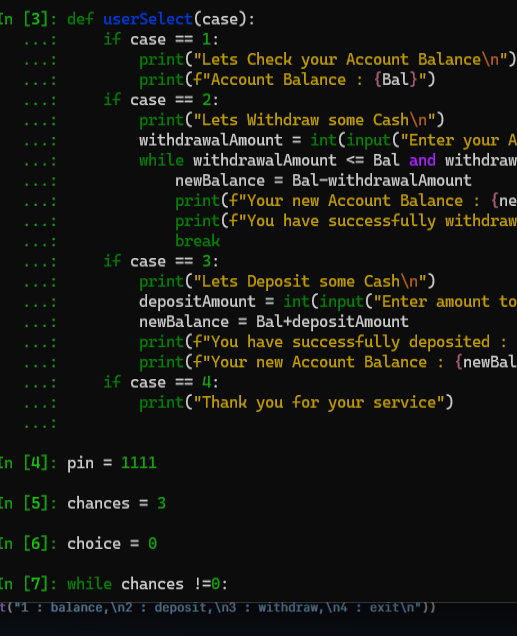 In [3]: def userSelect(case):
...: if case == 1:
...: print("Lets Check your Account Balance\n")
...: print(f"Account Balance : {Bal}")
...: if case == 2:
...: print("Lets Withdraw some Cash\n")
...: withdrawalAmount = int(input("Enter your A
...: while withdrawalAmount <= Bal and withdraw
...: newBalance = Bal-withdrawalAmount
...: print(f"Your new Account Balance : {ne
...: print(f"You have successfully withdraw
...: break
...: if case == 3:
...: print("Lets Deposit some Cash\n")
...: depositAmount = int(input("Enter amount to
...: newBalance = Bal+depositAmount
...: print(f"You have successfully deposited :
...: print(f"Your new Account Balance : {newBal
...: if case == 4:
...: print("Thank you for your service")
...:
In [4]: pin = 1111
In [5]: chances = 3
In [6]: choice = 0
In [7]: while chances !=0:
t("1 : balance,\n2 : deposit,\n3 : withdraw,\n4 : exit\n"))